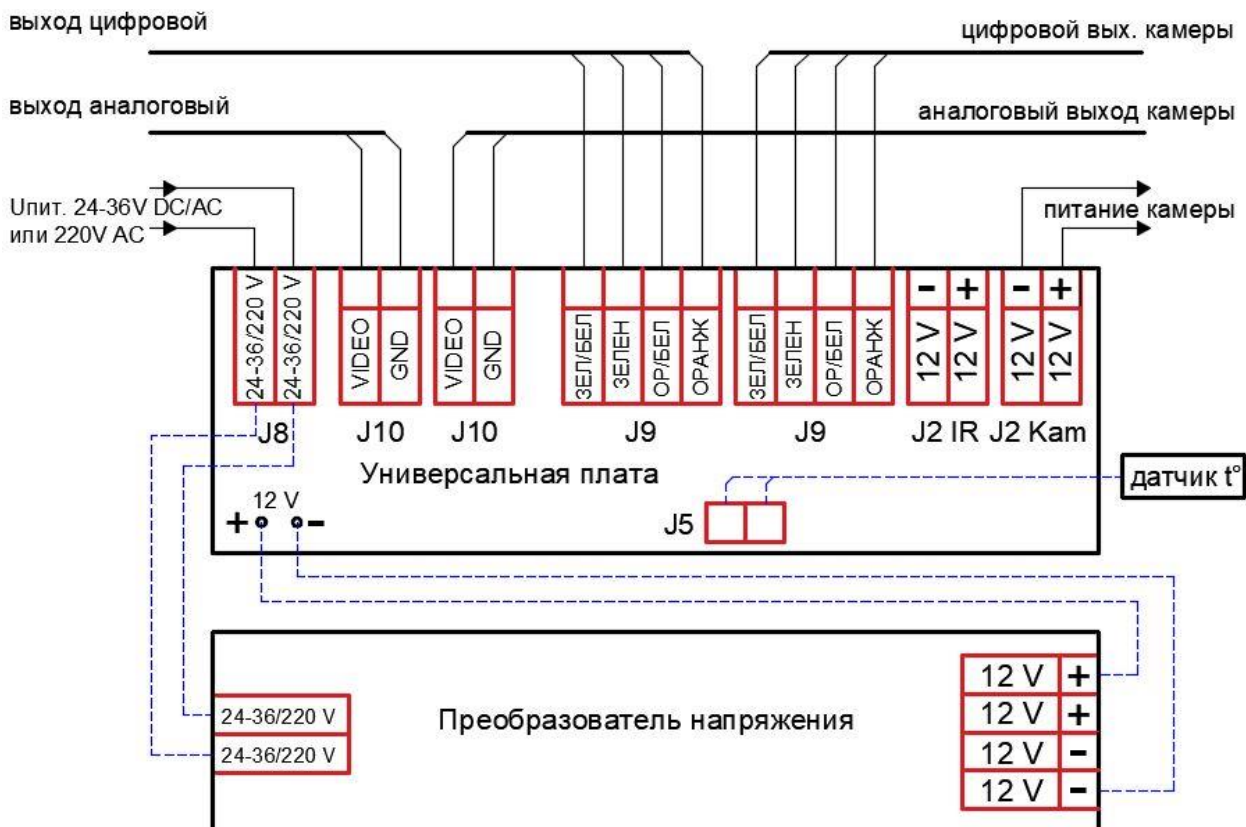 выход цифровой
цифровой вых. камеры
выход аналоговый
аналоговый выход камеры
Uпит. 24-36V DC/AC
или 220V AC
питание камеры
24-36/220 V
24-36/220 V
VIDEO
GND
VIDEO
GND
ЗЕЛ/БЕЛ
ЗЕЛЕН
ОР/БЕЛ
ОРАНЖ
ЗЕЛ/БЕЛ
ЗЕЛЕН
ОР/БЕЛ
ОРАНЖ
12 V -
12 V +
12 V -
12 V +
J8
J10
J10
J9
J9
J2 IR
J2 Kam
Универсальная плата
датчик t°
12 V
+ -
J5
12 V +
24-36/220 V
Преобразователь напряжения
12 V +
24-36/220 V
12 V -
12 V -